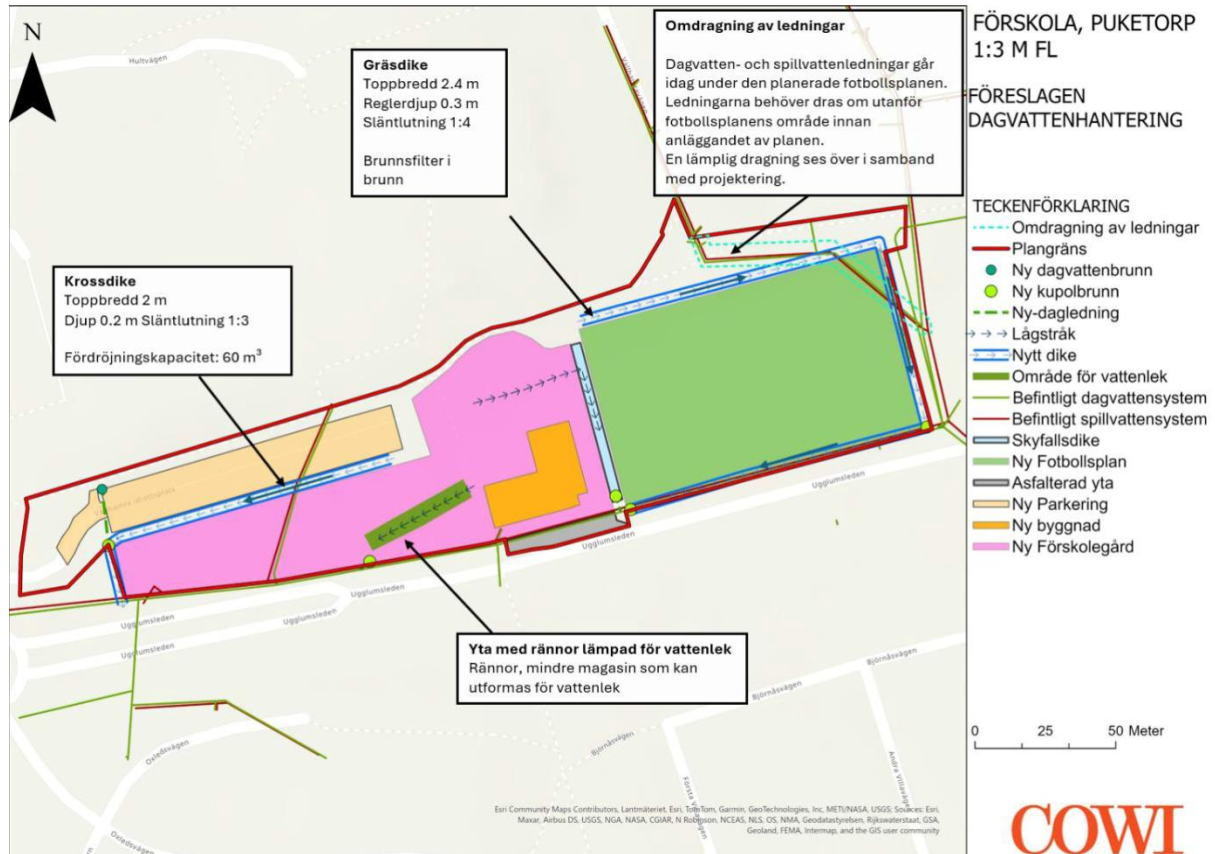 N
Omdragning av ledningar
Dagvatten- och spillvattenledningar går
idag under den planerade fotbollsplanen.
Ledningarna behöver dras om utanför
fotbollsplanens område innan
anläggandet av planen.
En lämplig dragning ses över i samband
med projektering.
FÖRSKOLA, PUKETORP
1:3 M FL
FÖRESLAGEN
DAGVATTENHANTERING
Hultvägen
Gräsdike
Toppbredd 2.4 m
Reglerdjup 0.3 m
Släntlutning 1:4
Brunnsfilter i
brunn
Krossdike
Toppbredd 2 m
Djup 0.2 m Släntlutning 1:3
Fördröjningskapacitet: 60 m³
TECKENFÖRKLARING
Omdragning av ledningar
Plangräns
Ny dagvattenbrunn
Ny kupolbrunn
Ny-dagledning
Lågstråk
Nytt dike
Område för vattenlek
Befintligt dagvattensystem
Befintligt spillvattensystem
Skyfallsdike
Ny Fotbollsplan
Asfalterad yta
Ny Parkering
Ny byggnad
Ny Förskolegård
Ugglumsleden
Ugglumsleden
Ugglumsleden
Ugglumsleden
Ugglumsleden
Yta med rännor lämpad för vattenlek
Rännor, mindre magasin som kan
utformas för vattenlek
Björnåsvägen
Björnåsvägen
Björnåsvägen
Oxledsvägen
Oxledsvägen
Första Villavägen
Andra Villavägen
0 25 50 Meter
Esri Community Maps Contributors, Lantmäteriet, Esri, TomTom, Garmin, GeoTechnologies, Inc, METI/NASA, USGS, Sources: Esri,
Maxar, Airbus DS, USGS, NGA, NASA, CGIAR, N Robinson, NCEAS, NLS, OS, NMA, Geodatastyrelsen, Rijkswaterstaat, GSA,
Geoland, FEMA, Intermap, and the GIS user community
COWI